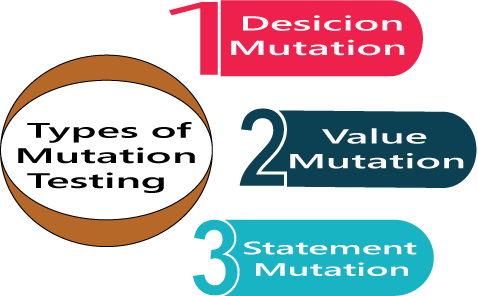 Types of
Mutation
Testing
1
Desicion
Mutation
2
Value
Mutation
3
Statement
Mutation